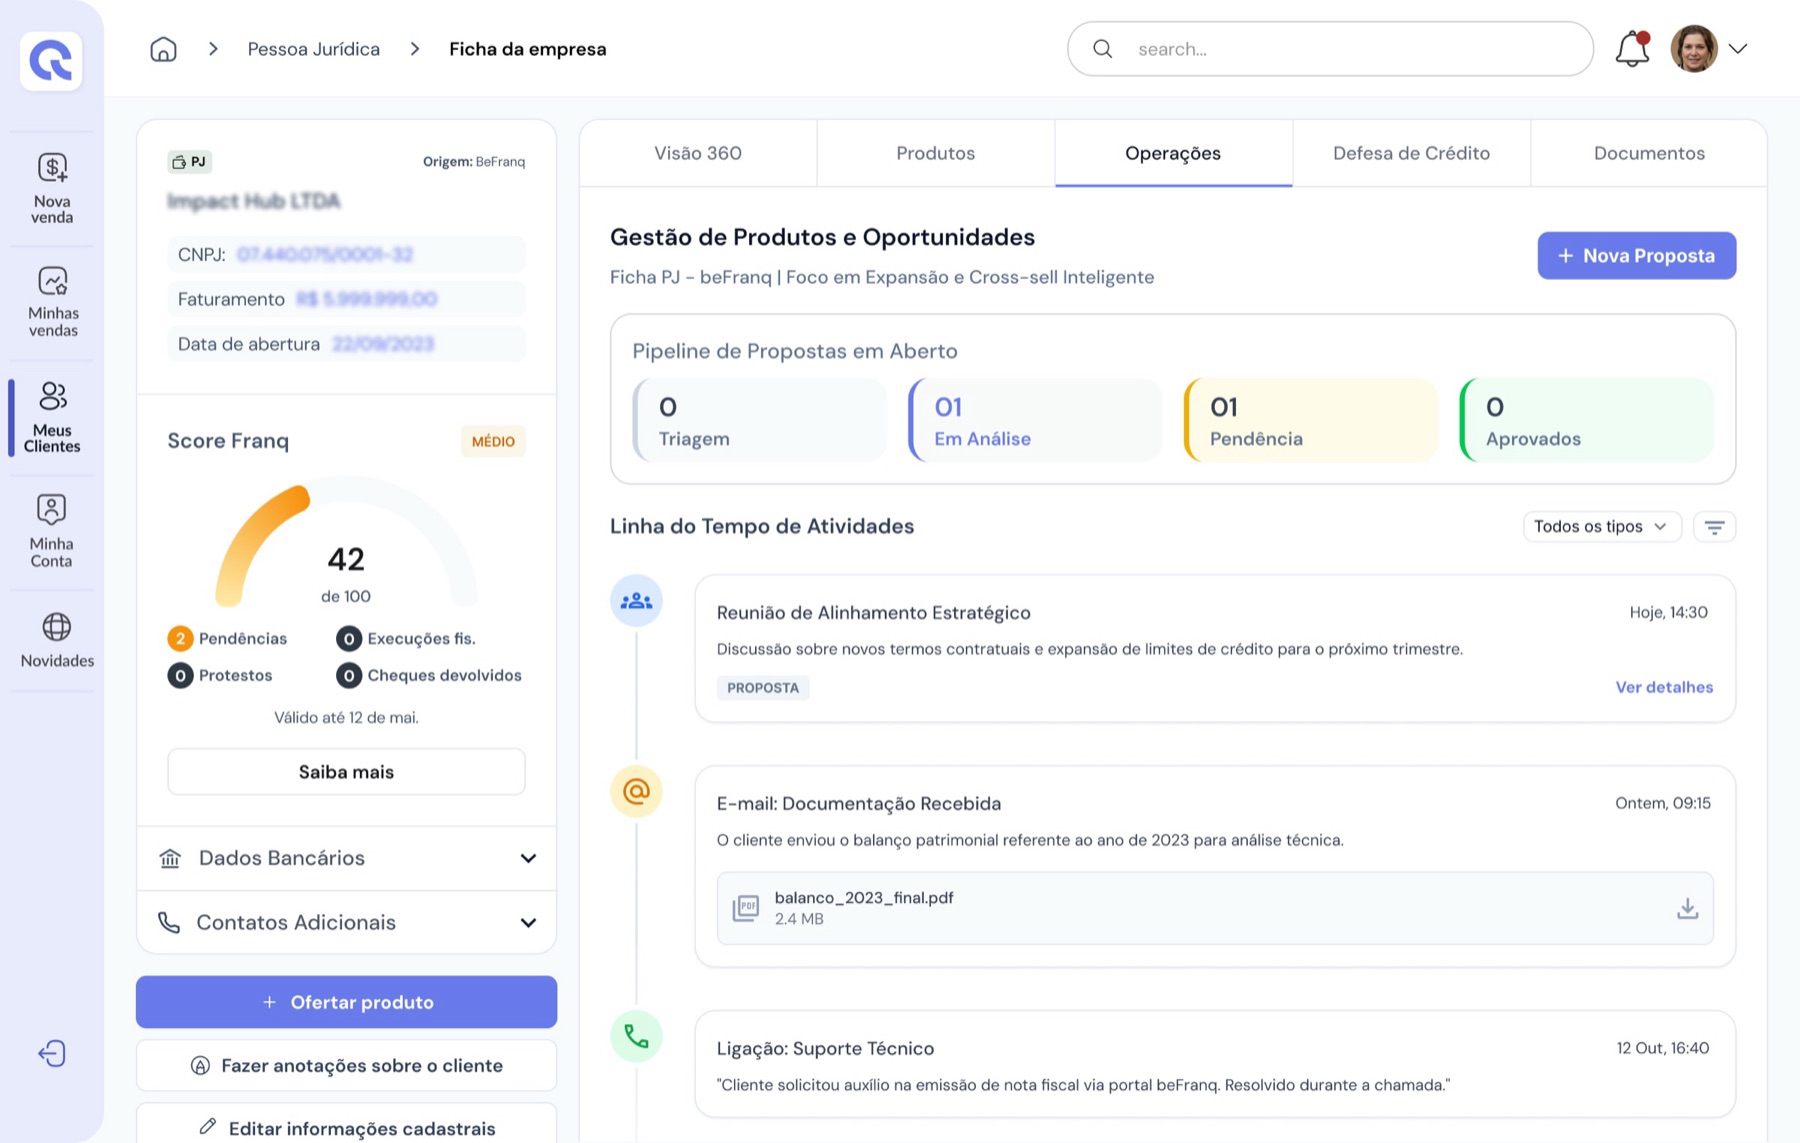 Pessoa Jurídica
Ficha da empresa
search...
Nova
venda
Minhas
vendas
Meus
Clientes
Minha
Conta
Novidades
PJ
Origem: BeFranq
Impact Hub LTDA
CNPJ:
Faturamento
Data de abertura
Score Franq
MÉDIO
42
de 100
2 Pendências
0 Execuções fis.
0 Protestos
0 Cheques devolvidos
Válido até 12 de mai.
Saiba mais
Dados Bancários
Contatos Adicionais
+ Ofertar produto
Fazer anotações sobre o cliente
Editar informações cadastrais
Visão 360
Produtos
Operações
Defesa de Crédito
Documentos
Gestão de Produtos e Oportunidades
Ficha PJ - beFranq | Foco em Expansão e Cross-sell Inteligente
+ Nova Proposta
Pipeline de Propostas em Aberto
0
Triagem
01
Em Análise
01
Pendência
0
Aprovados
Linha do Tempo de Atividades
Todos os tipos
Reunião de Alinhamento Estratégico
Hoje, 14:30
Discussão sobre novos termos contratuais e expansão de limites de crédito para o próximo trimestre.
PROPOSTA
Ver detalhes
E-mail: Documentação Recebida
Ontem, 09:15
O cliente enviou o balanço patrimonial referente ao ano de 2023 para análise técnica.
PDF
balanco_2023_final.pdf
2.4 MB
Ligação: Suporte Técnico
12 Out, 16:40
"Cliente solicitou auxílio na emissão de nota fiscal via portal beFranq. Resolvido durante a chamada."